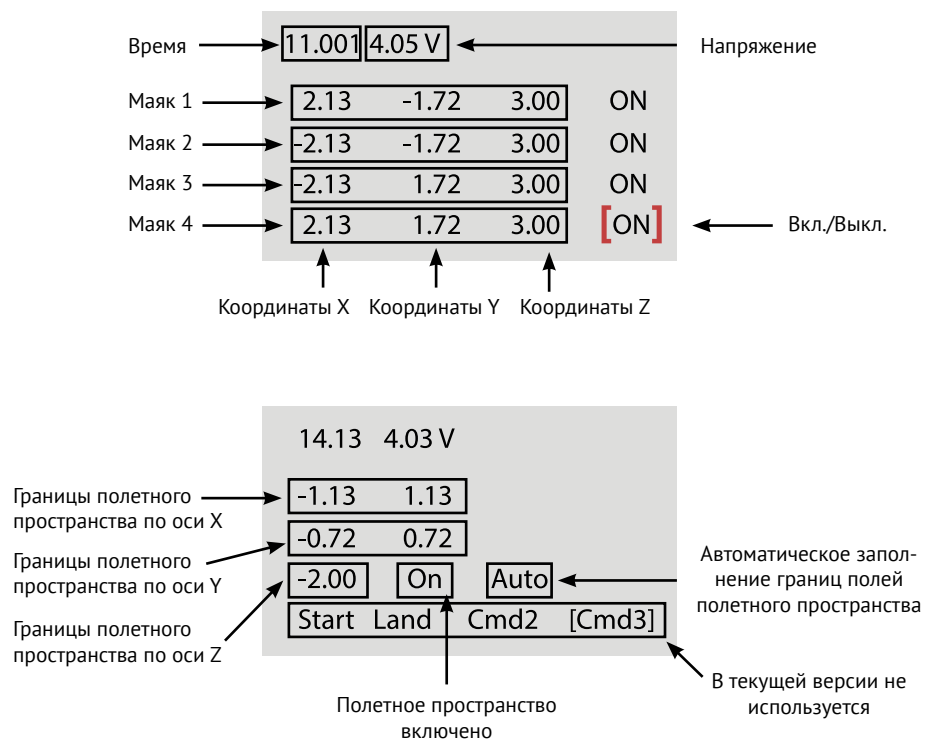 Время 11.001 4.05 V Напряжение
Маяк 1 2.13 -1.72 3.00 ON
Маяк 2 -2.13 -1.72 3.00 ON
Маяк 3 -2.13 1.72 3.00 ON
Маяк 4 2.13 1.72 3.00 [ON] Вкл./Выкл.
Координаты X Координаты Y Координаты Z
14.13 4.03 V
Границы полетного
пространства по оси X
-1.13 1.13
Границы полетного
пространства по оси Y
-0.72 0.72
Границы полетного
пространства по оси Z
-2.00 On Auto
Автоматическое запол-
нение границ полей
полетного пространства
Start Land Cmd2 [Cmd3]
В текущей версии не
используется
Полетное пространство
включено